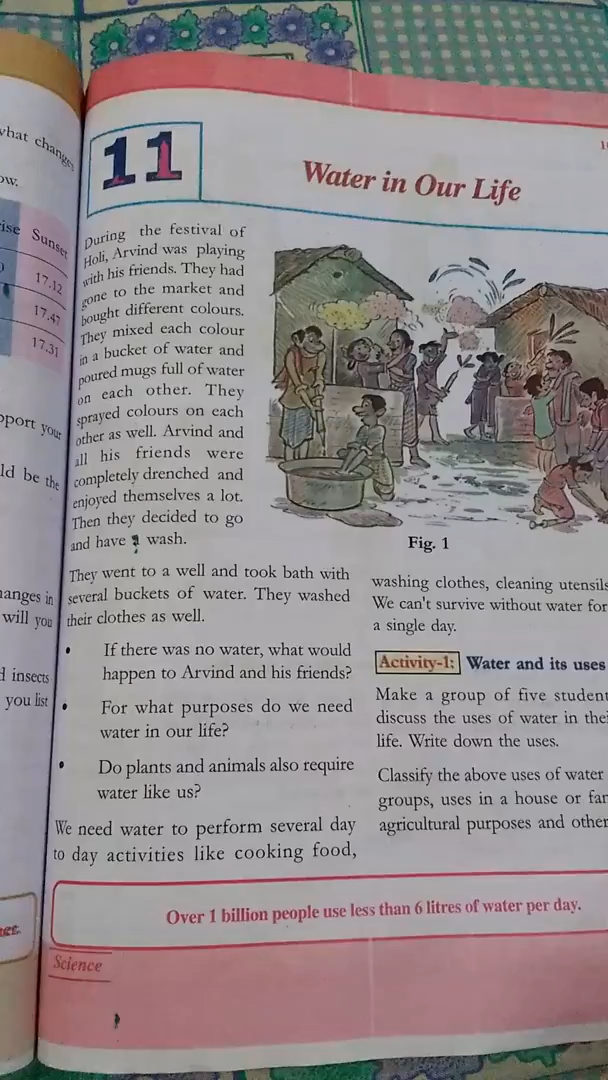 what changes
ow.
rise Sunset
17.12
17.47
17.31
pport your
ld be the
hanges in
will you
d insects
you list
11
Water in Our Life
During the festival of
Holi, Arvind was playing
with his friends. They had
gone to the market and
bought different colours.
They mixed each colour
in a bucket of water and
poured mugs full of water
on each other. They
sprayed colours on each
other as well. Arvind and
all his friends were
completely drenched and
enjoyed themselves a lot.
Then they decided to go
and have a wash.
Fig. 1
They went to a well and took bath with
several buckets of water. They washed
their clothes as well.
• If there was no water, what would
happen to Arvind and his friends?
• For what purposes do we need
water in our life?
• Do plants and animals also require
water like us?
We need water to perform several day
to day activities like cooking food,
washing clothes, cleaning utensils
We can't survive without water for
a single day.
Activity-1: Water and its uses
Make a group of five student
discuss the uses of water in thei
life. Write down the uses.
Classify the above uses of water
groups, uses in a house or far
agricultural purposes and other
Over 1 billion people use less than 6 litres of water per day.
Science